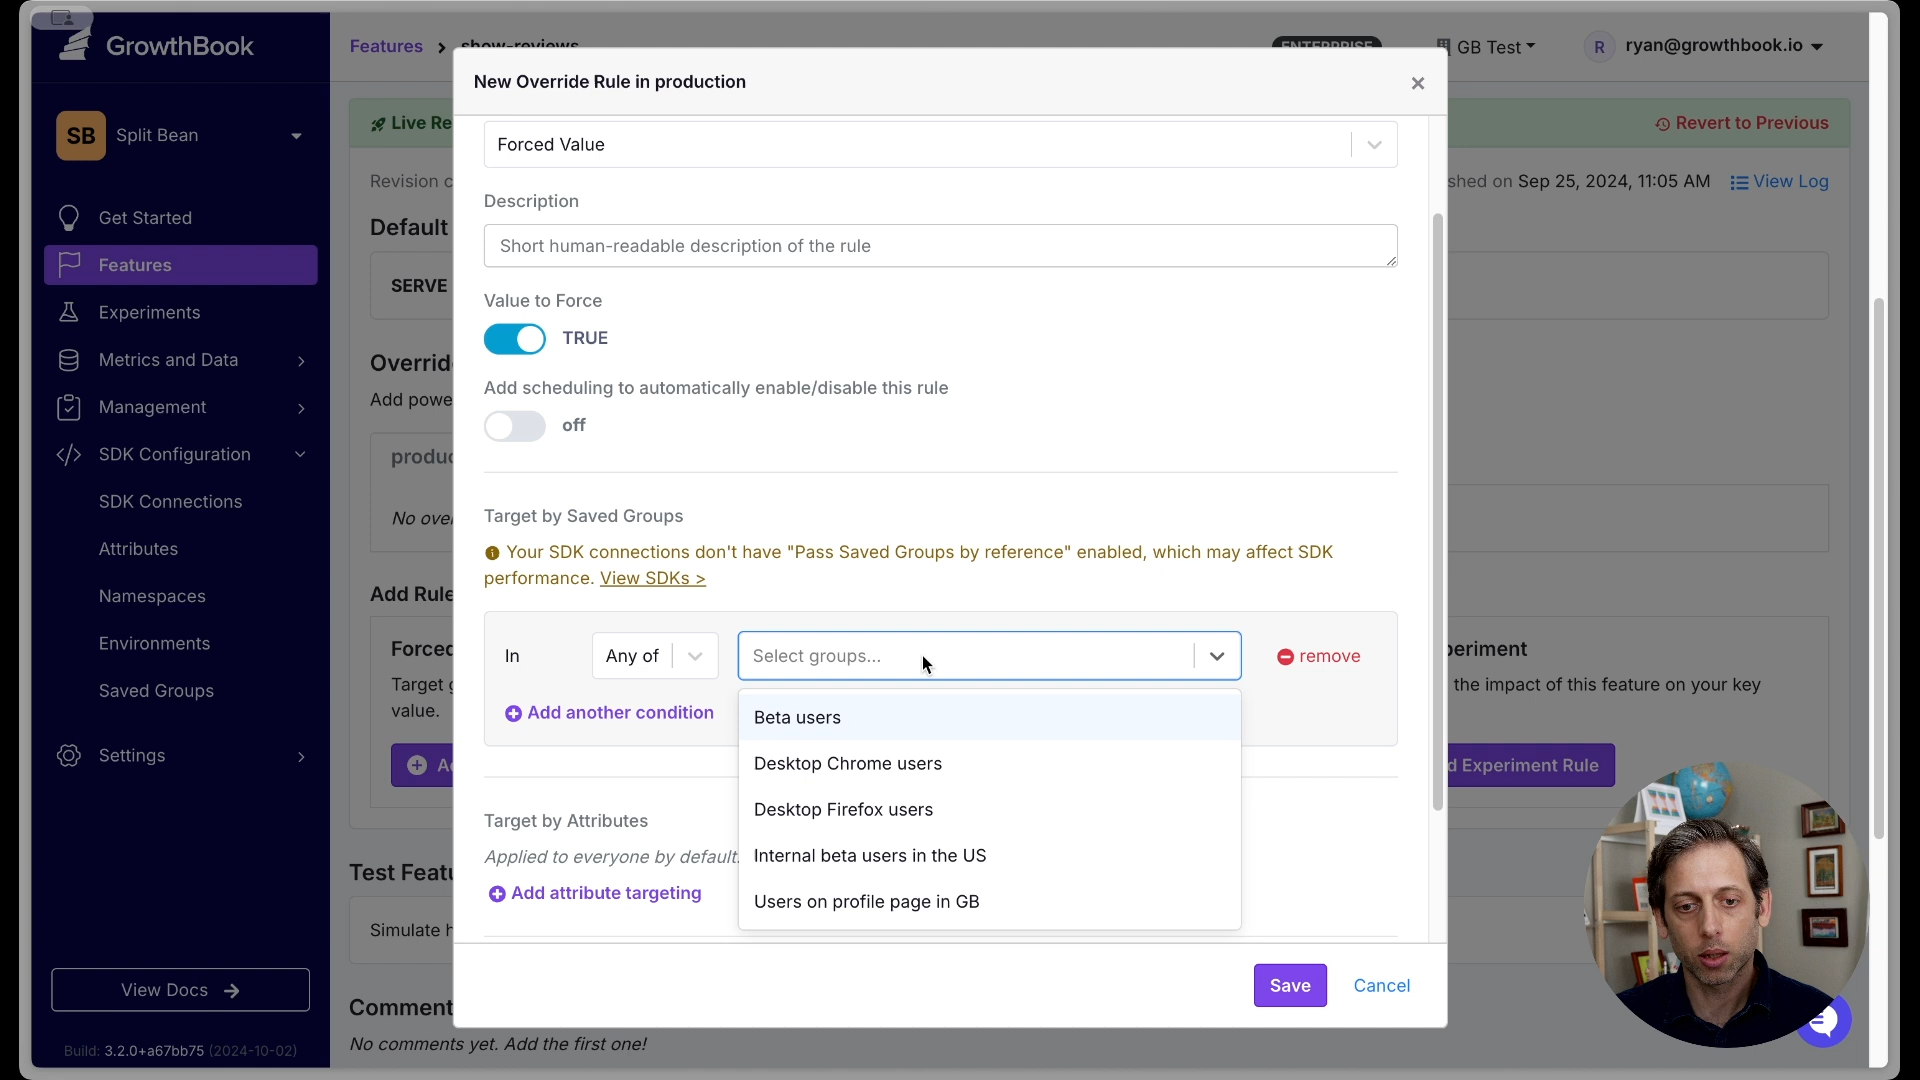 GrowthBook
Features > show-reviews
ENTERPRISE
GB Test
R
ryan@growthbook.io
SB
Split Bean
Get Started
Features
Experiments
Metrics and Data
Management
SDK Configuration
SDK Connections
Attributes
Namespaces
Environments
Saved Groups
Settings
View Docs
Build: 3.2.0+a67bb75 (2024-10-02)
Live Re
Revert to Previous
Revision c
shed on Sep 25, 2024, 11:05 AM
View Log
Default
SERVE
Overrid
Add powe
produc
No over
Add Rule
Forced
Target g
value.
periment
the impact of this feature on your key
d Experiment Rule
Test Featu
Simulate h
Comment
No comments yet. Add the first one!
New Override Rule in production
×
Forced Value
Description
Short human-readable description of the rule
Value to Force
TRUE
Add scheduling to automatically enable/disable this rule
off
Target by Saved Groups
Your SDK connections don't have "Pass Saved Groups by reference" enabled, which may affect SDK
performance. View SDKs >
In
Any of
Select groups...
remove
Add another condition
Beta users
Desktop Chrome users
Desktop Firefox users
Internal beta users in the US
Users on profile page in GB
Target by Attributes
Applied to everyone by default.
Add attribute targeting
Save
Cancel